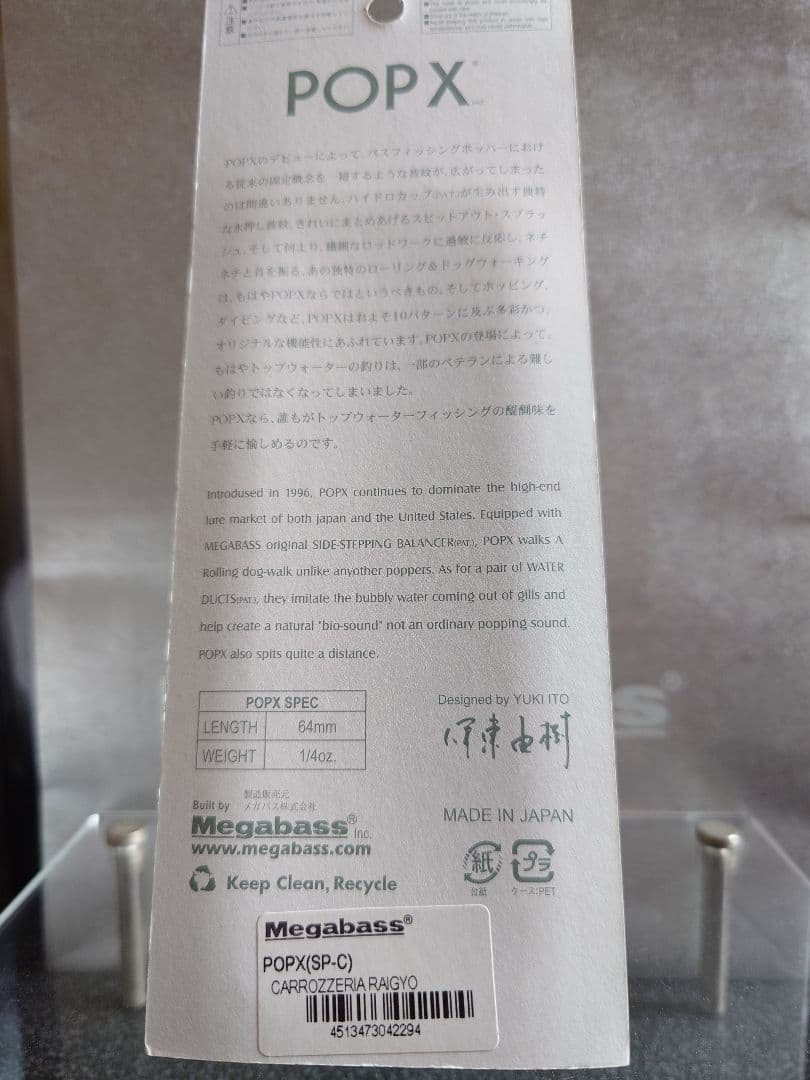 注意
POPX
POPXのデビューによって、バスフィッシングポッパーにおけ
る従来の固定概念を一掃するような波紋が、広がってしまった
のは間違いありません。ハイドロカップ(PAT.)が生み出す独特
な水押し波紋、きれいにまとめあげるスピットアウト・スプラッ
シュ、そして何より、繊細なロッドワークに過敏に反応し、ネチ
ネチと首を振る、あの独特のローリング&ドッグウォーキング
は、もはやPOPXならではというべきもの。そしてポッピング、
ダイビングなど、POPXはおよそ10パターンに及ぶ多彩かつ、
オリジナルな機能性にあふれています。POPXの登場によって、
もはやトップウォーターの釣りは、一部のベテランによる難し
い釣りではなくなってしまいました。
POPXなら、誰もがトップウォーターフィッシングの醍醐味を
手軽に愉しめるのです。
Introdused in 1996, POPX continues to dominate the high-end
lure market of both japan and the United States. Equipped with
MEGABASS original SIDE-STEPPING BALANCER(PAT.), POPX walks A
Rolling dog-walk unlike anyother poppers. As for a pair of WATER
DUCTS(PAT.), they imitate the bubbly water coming out of gills and
help create a natural "bio-sound" not an ordinary popping sound.
POPX also spits quite a distance.
POPX SPEC
LENGTH 64mm
WEIGHT 1/4oz.
Designed by YUKI ITO
伊東由樹
製造販売元
Built by メガバス株式会社
Megabass® Inc.
www.megabass.com
Keep Clean, Recycle
MADE IN JAPAN
紙 プラ
台紙 ケース:PET
Megabass®
POPX(SP-C)
CARROZZERIA RAIGYO
4513473042294